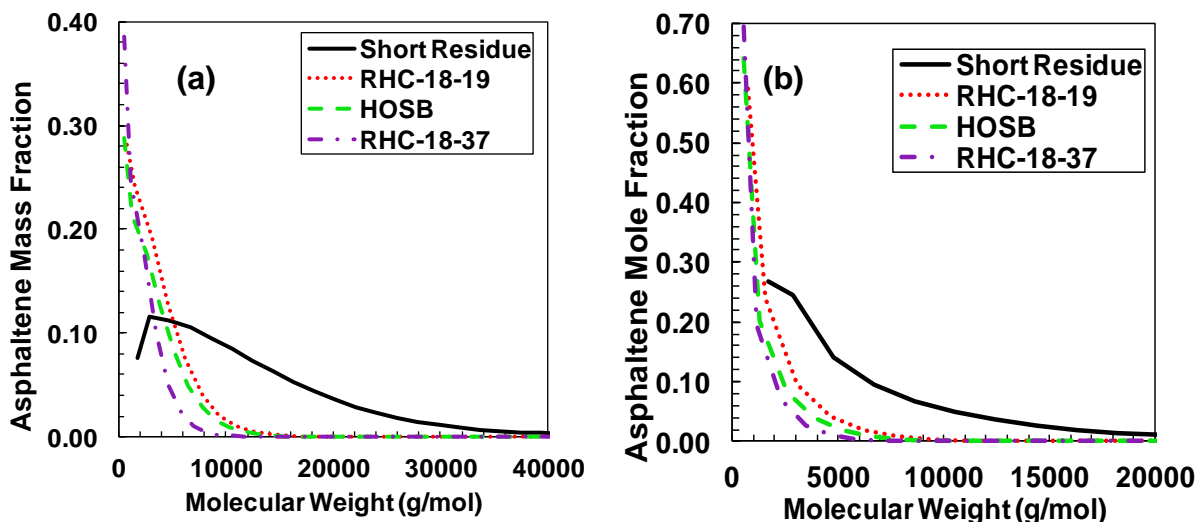 Asphaltene Mass Fraction
0.40
0.30
0.20
0.10
0.00
(a)
Short Residue
RHC-18-19
HOSB
RHC-18-37
0 10000 20000 30000 40000
Molecular Weight (g/mol)
Asphaltene Mole Fraction
0.70
0.60
0.50
0.40
0.30
0.20
0.10
0.00
(b)
Short Residue
RHC-18-19
HOSB
RHC-18-37
0 5000 10000 15000 20000
Molecular Weight (g/mol)